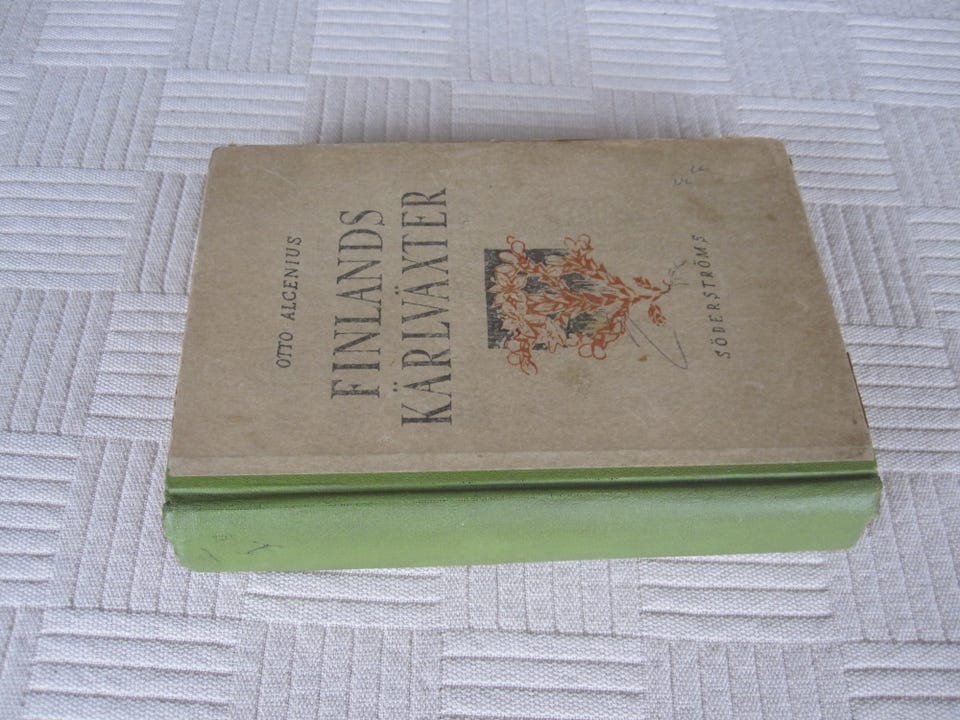 OTTO ALCENIUS
FINLANDS
KÄRLVÄXTER
SÖDERSTRÖMS